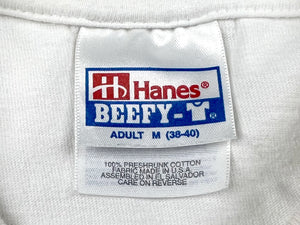 Hanes®
BEEFY-T®
ADULT M (38-40)
100% PRESHRUNK COTTON
FABRIC MADE IN U.S.A.
ASSEMBLED IN EL SALVADOR
CARE ON REVERSE